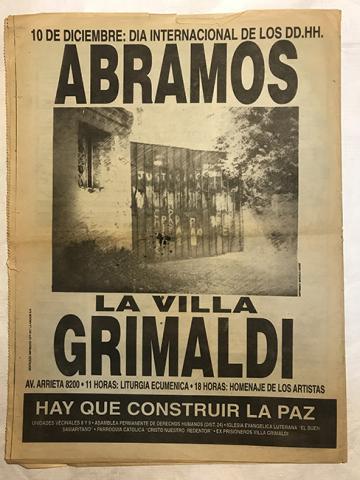 10 DE DICIEMBRE: DIA INTERNACIONAL DE LOS DD.HH.
ABRAMOS
LA VILLA
GRIMALDI
AV. ARRIETA 8200 • 11 HORAS: LITURGIA ECUMENICA • 18 HORAS: HOMENAJE DE LOS ARTISTAS
HAY QUE CONSTRUIR LA PAZ
UNIDADES VECINALES 8 Y 9 • ASAMBLEA PERMANENTE DE DERECHOS HUMANOS (DIST. 24) • IGLESIA EVANGELICA LUTERANA "EL BUEN
SAMARITANO" • PARROQUIA CATOLICA "CRISTO NUESTRO REDENTOR" • EX PRISIONEROS VILLA GRIMALDI